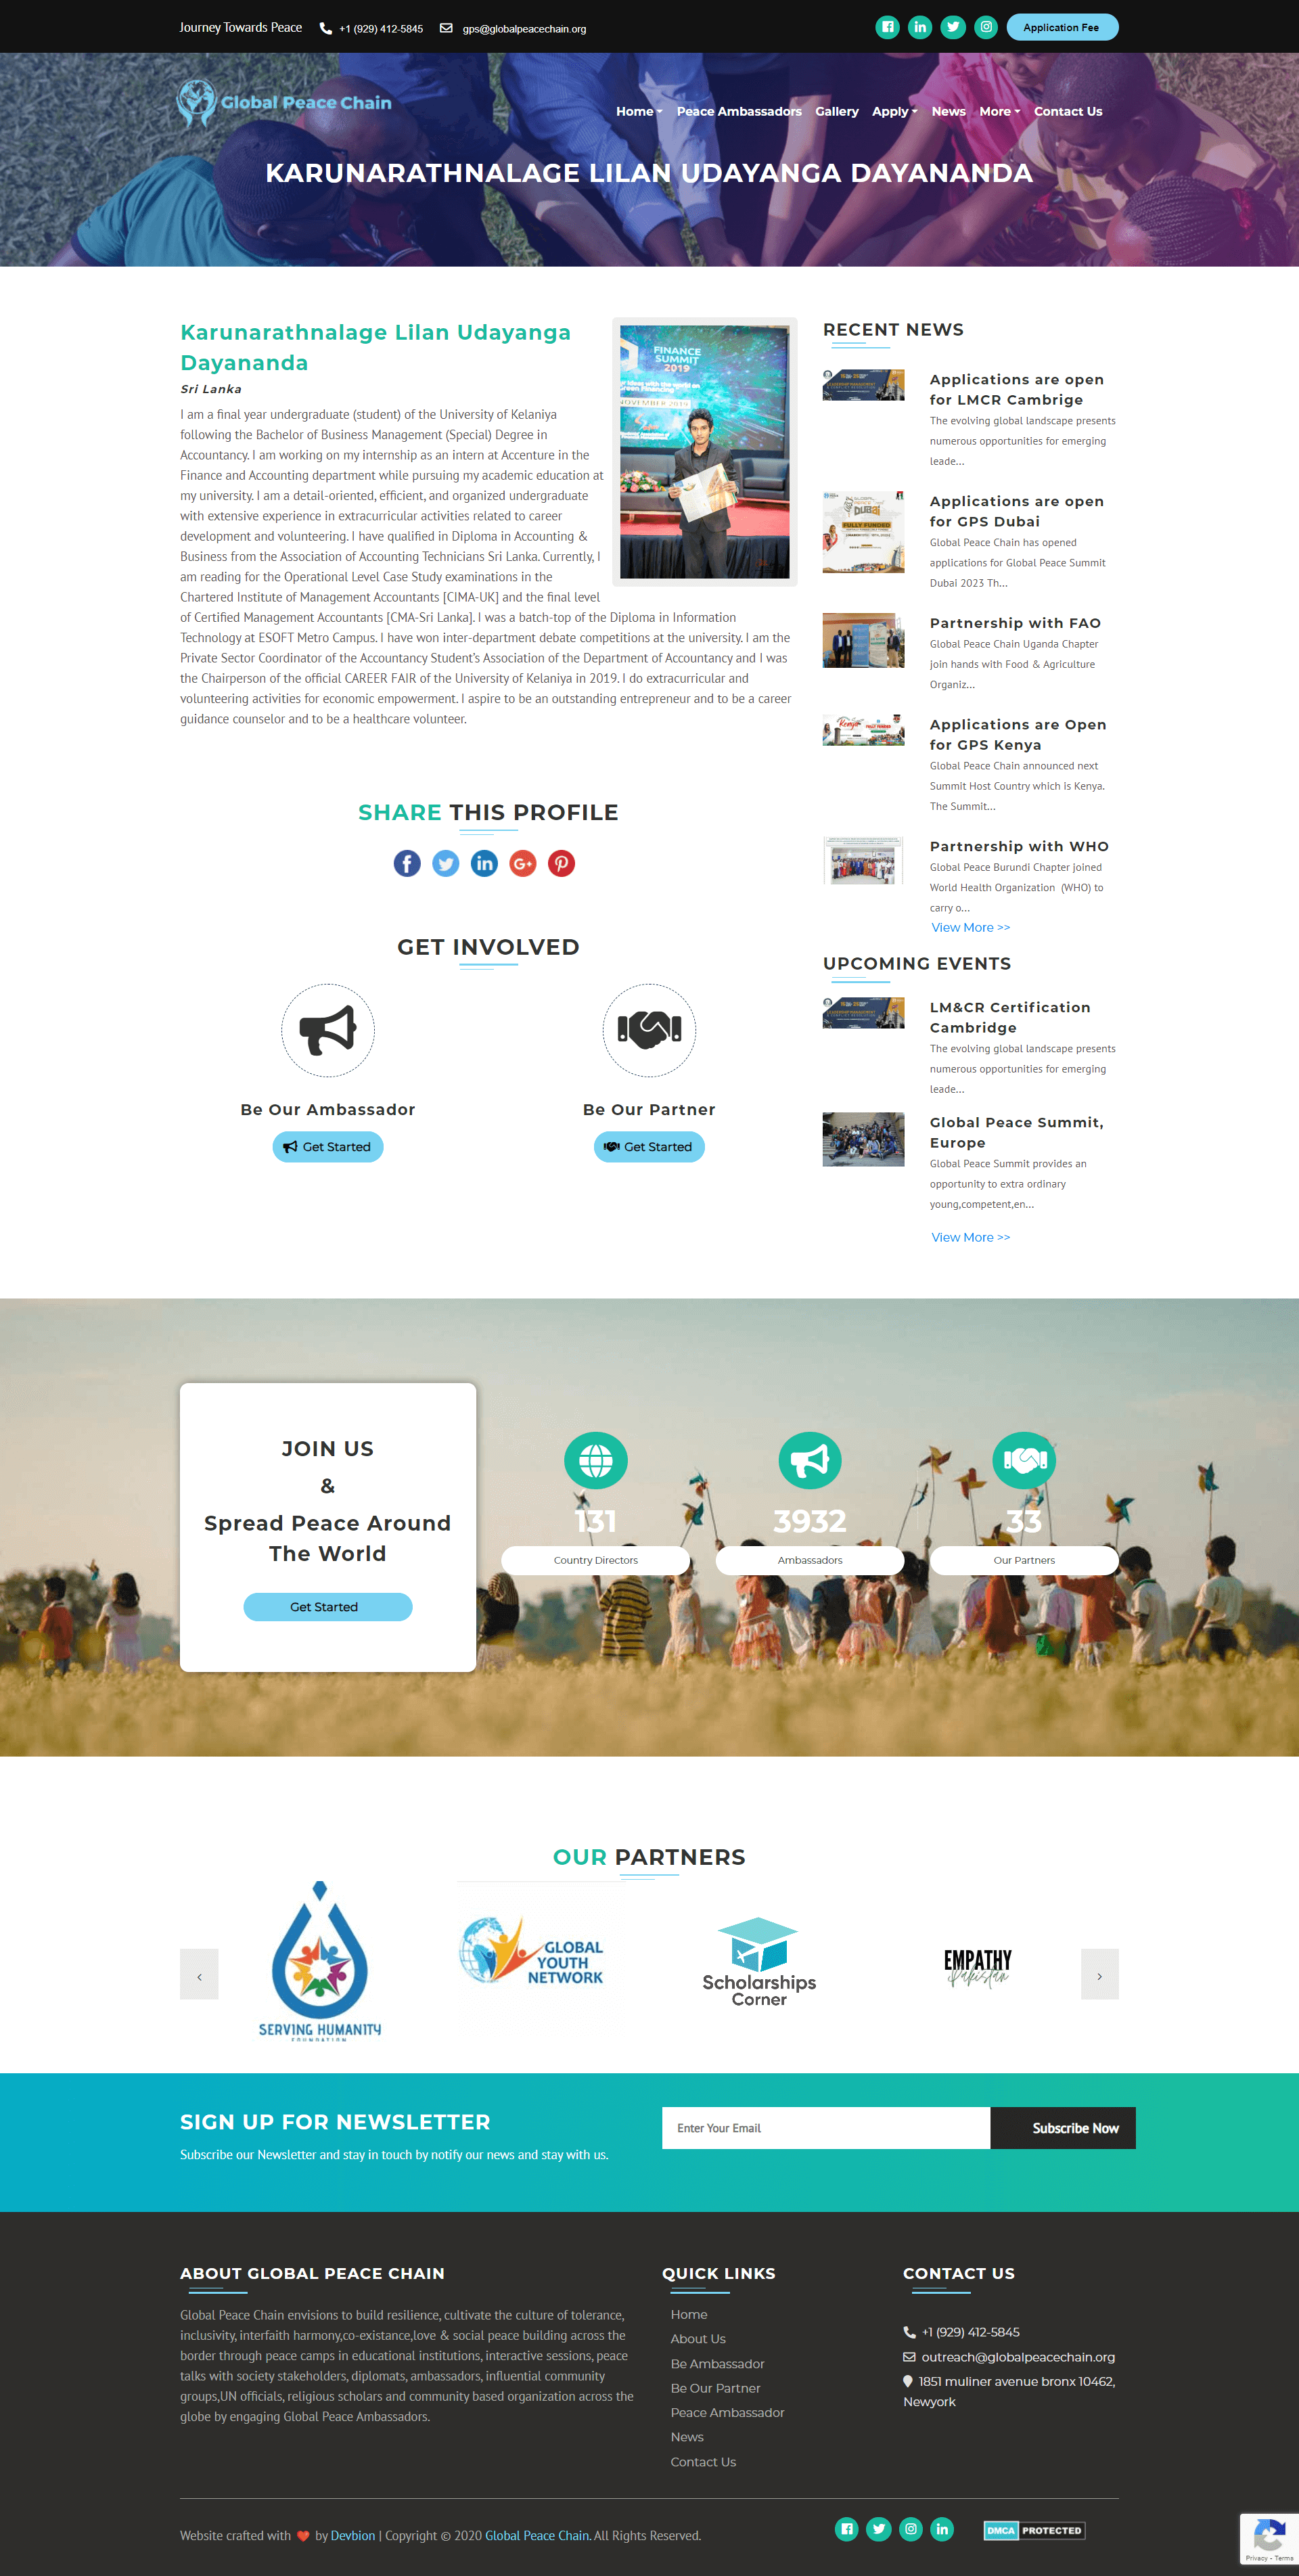 Journey Towards Peace
+1 (929) 412-5845
gps@globalpeacechain.org
Application Fee
Global Peace Chain
Home
Peace Ambassadors
Gallery
Apply
News
More
Contact Us
KARUNARATHNALAGE LILAN UDAYANGA DAYANANDA
Karunarathnalage Lilan Udayanga
Dayananda
Sri Lanka
I am a final year undergraduate (student) of the University of Kelaniya
following the Bachelor of Business Management (Special) Degree in
Accountancy. I am working on my internship as an intern at Accenture in the
Finance and Accounting department while pursuing my academic education at
my university. I am a detail-oriented, efficient, and organized undergraduate
with extensive experience in extracurricular activities related to career
development and volunteering. I have qualified in Diploma in Accounting &
Business from the Association of Accounting Technicians Sri Lanka. Currently, I
am reading for the Operational Level Case Study examinations in the
Chartered Institute of Management Accountants [CIMA-UK] and the final level
of Certified Management Accountants [CMA-Sri Lanka]. I was a batch-top of the Diploma in Information
Technology at ESOFT Metro Campus. I have won inter-department debate competitions at the university. I am the
Private Sector Coordinator of the Accountancy Student's Association of the Department of Accountancy and I was
the Chairperson of the official CAREER FAIR of the University of Kelaniya in 2019. I do extracurricular and
volunteering activities for economic empowerment. I aspire to be an outstanding entrepreneur and to be a career
guidance counselor and to be a healthcare volunteer.
FINANCE
SUMMIT
2019
SHARE THIS PROFILE
GET INVOLVED
Be Our Ambassador
Get Started
Be Our Partner
Get Started
RECENT NEWS
Applications are open
for LMCR Cambrige
The evolving global landscape presents
numerous opportunities for emerging
leade...
Dubai
FULLY FUNDED
Applications are open
for GPS Dubai
Global Peace Chain has opened
applications for Global Peace Summit
Dubai 2023 Th...
Partnership with FAO
Global Peace Chain Uganda Chapter
join hands with Food & Agriculture
Organiz...
Kenya
Applications are Open
for GPS Kenya
Global Peace Chain announced next
Summit Host Country which is Kenya.
The Summit...
Partnership with WHO
Global Peace Burundi Chapter joined
World Health Organization (WHO) to
carry o...
View More >>
UPCOMING EVENTS
LM&CR Certification
Cambridge
The evolving global landscape presents
numerous opportunities for emerging
leade...
Global Peace Summit,
Europe
Global Peace Summit provides an
opportunity to extra ordinary
young,competent,en...
View More >>
JOIN US
&
Spread Peace Around
The World
Get Started
131
Country Directors
3932
Ambassadors
33
Our Partners
OUR PARTNERS
SERVING HUMANITY
FOUNDATION
GLOBAL
YOUTH
NETWORK
Scholarships
Corner
EMPATHY
Pakistan
SIGN UP FOR NEWSLETTER
Subscribe our Newsletter and stay in touch by notify our news and stay with us.
Enter Your Email
Subscribe Now
ABOUT GLOBAL PEACE CHAIN
Global Peace Chain envisions to build resilience, cultivate the culture of tolerance,
inclusivity, interfaith harmony,co-existance,love & social peace building across the
border through peace camps in educational institutions, interactive sessions, peace
talks with society stakeholders, diplomats, ambassadors, influential community
groups,UN officials, religious scholars and community based organization across the
globe by engaging Global Peace Ambassadors.
QUICK LINKS
Home
About Us
Be Ambassador
Be Our Partner
Peace Ambassador
News
Contact Us
CONTACT US
+1 (929) 412-5845
outreach@globalpeacechain.org
1851 muliner avenue bronx 10462,
Newyork
Website crafted with ❤️ by Devbion | Copyright © 2020 Global Peace Chain. All Rights Reserved.
DMCA PROTECTED
Privacy - Terms